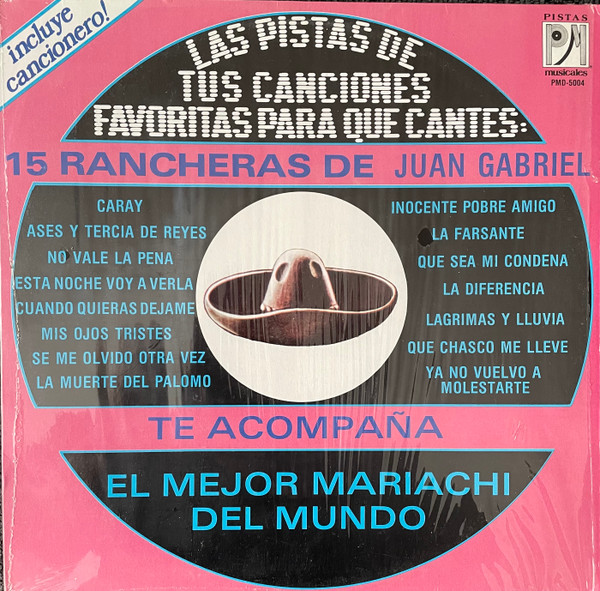 incluye
cancionero!
PISTAS
PM
musicales
PMD-5004
LAS PISTAS DE
TUS CANCIONES
FAVORITAS PARA QUE CANTES:
15 RANCHERAS DE JUAN GABRIEL
CARAY
ASES Y TERCIA DE REYES
NO VALE LA PENA
ESTA NOCHE VOY A VERLA
CUANDO QUIERAS DEJAME
MIS OJOS TRISTES
SE ME OLVIDO OTRA VEZ
LA MUERTE DEL PALOMO
INOCENTE POBRE AMIGO
LA FARSANTE
QUE SEA MI CONDENA
LA DIFERENCIA
LAGRIMAS Y LLUVIA
QUE CHASCO ME LLEVE
YA NO VUELVO A
MOLESTARTE
TE ACOMPAÑA
EL MEJOR MARIACHI
DEL MUNDO